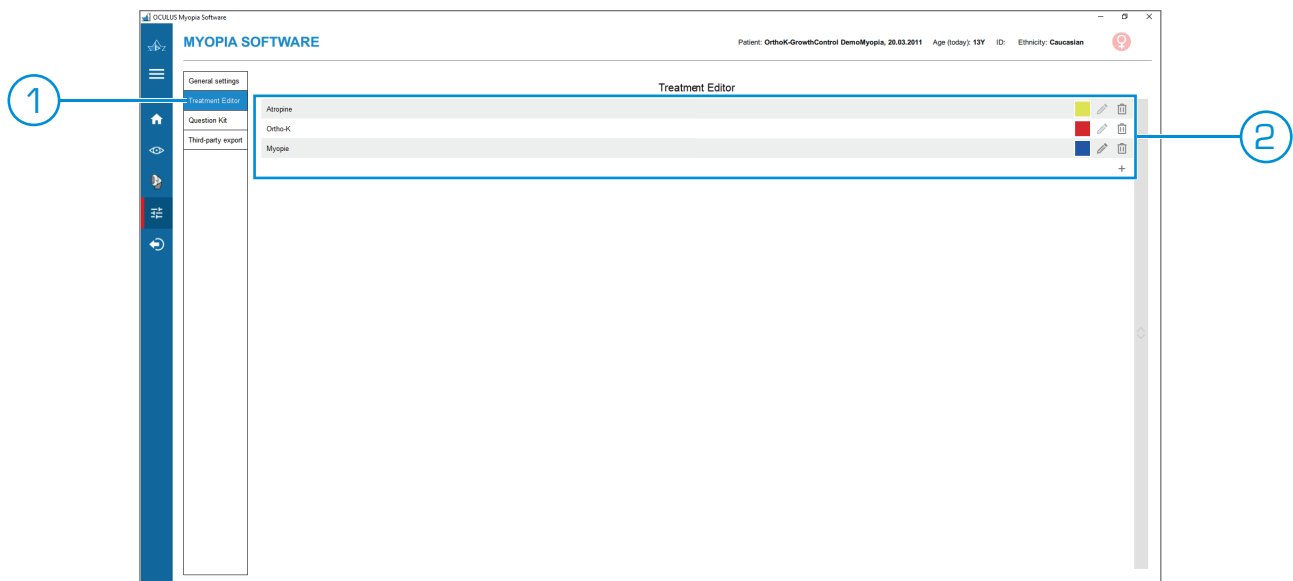 OCULUS Myopia Software
MYOPIA SOFTWARE
Patient: OrthoK-GrowthControl DemoMyopia, 20.03.2011 Age (today): 13Y ID: Ethnicity: Caucasian
General settings
Treatment Editor
Question Kit
Third-party export
Treatment Editor
Atropine
Ortho-K
Myopie
+
1
2